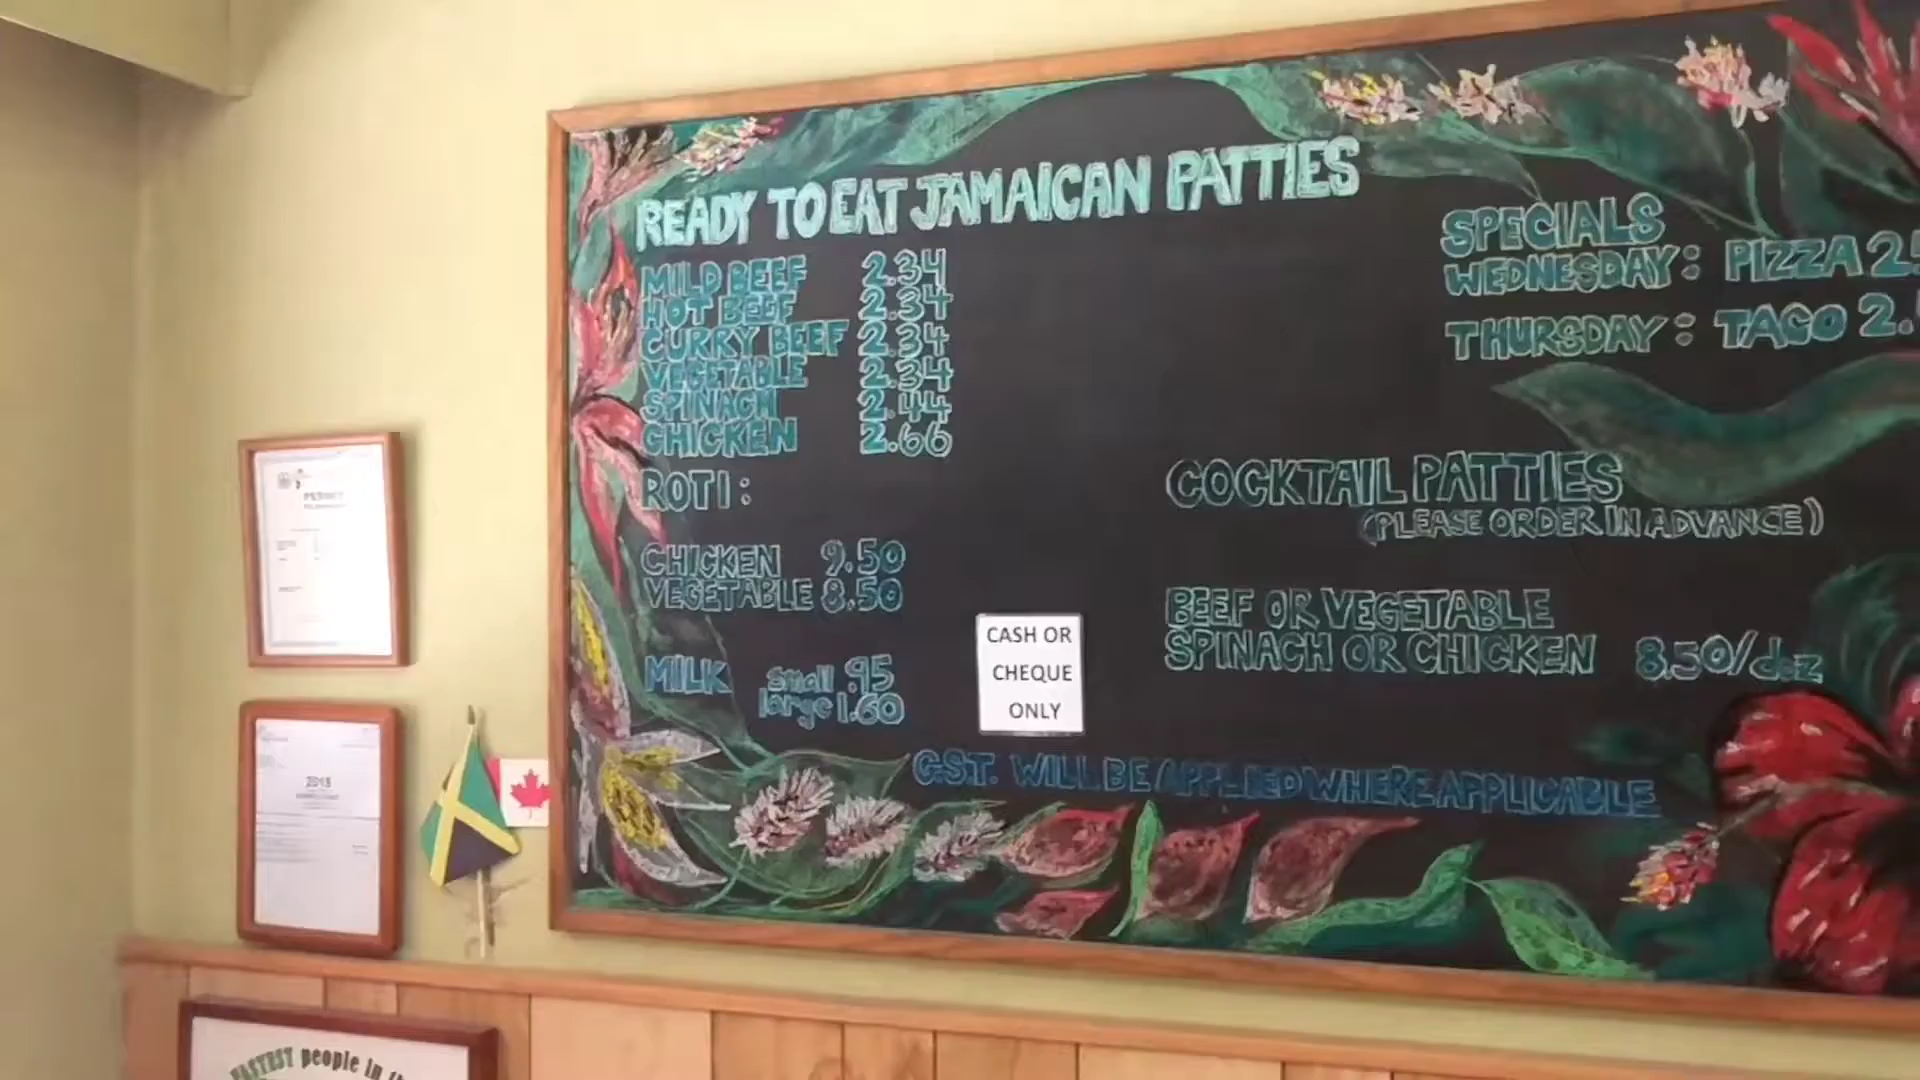 READY TO EAT JAMAICAN PATTIES
MILD BEEF 2.34
HOT BEEF 2.34
CURRY BEEF 2.34
VEGETABLE 2.34
SPINACH 2.44
CHICKEN 2.66
ROTI:
CHICKEN 9.50
VEGETABLE 8.50
MILK small .95
large 1.60
CASH OR
CHEQUE
ONLY
SPECIALS
WEDNESDAY: PIZZA
THURSDAY: TACO
COCKTAIL PATTIES
(PLEASE ORDER IN ADVANCE)
BEEF OR VEGETABLE
SPINACH OR CHICKEN 8.50/doz
G.S.T. WILL BE APPLIED WHERE APPLICABLE
PERMIT
2015
FASTEST people in